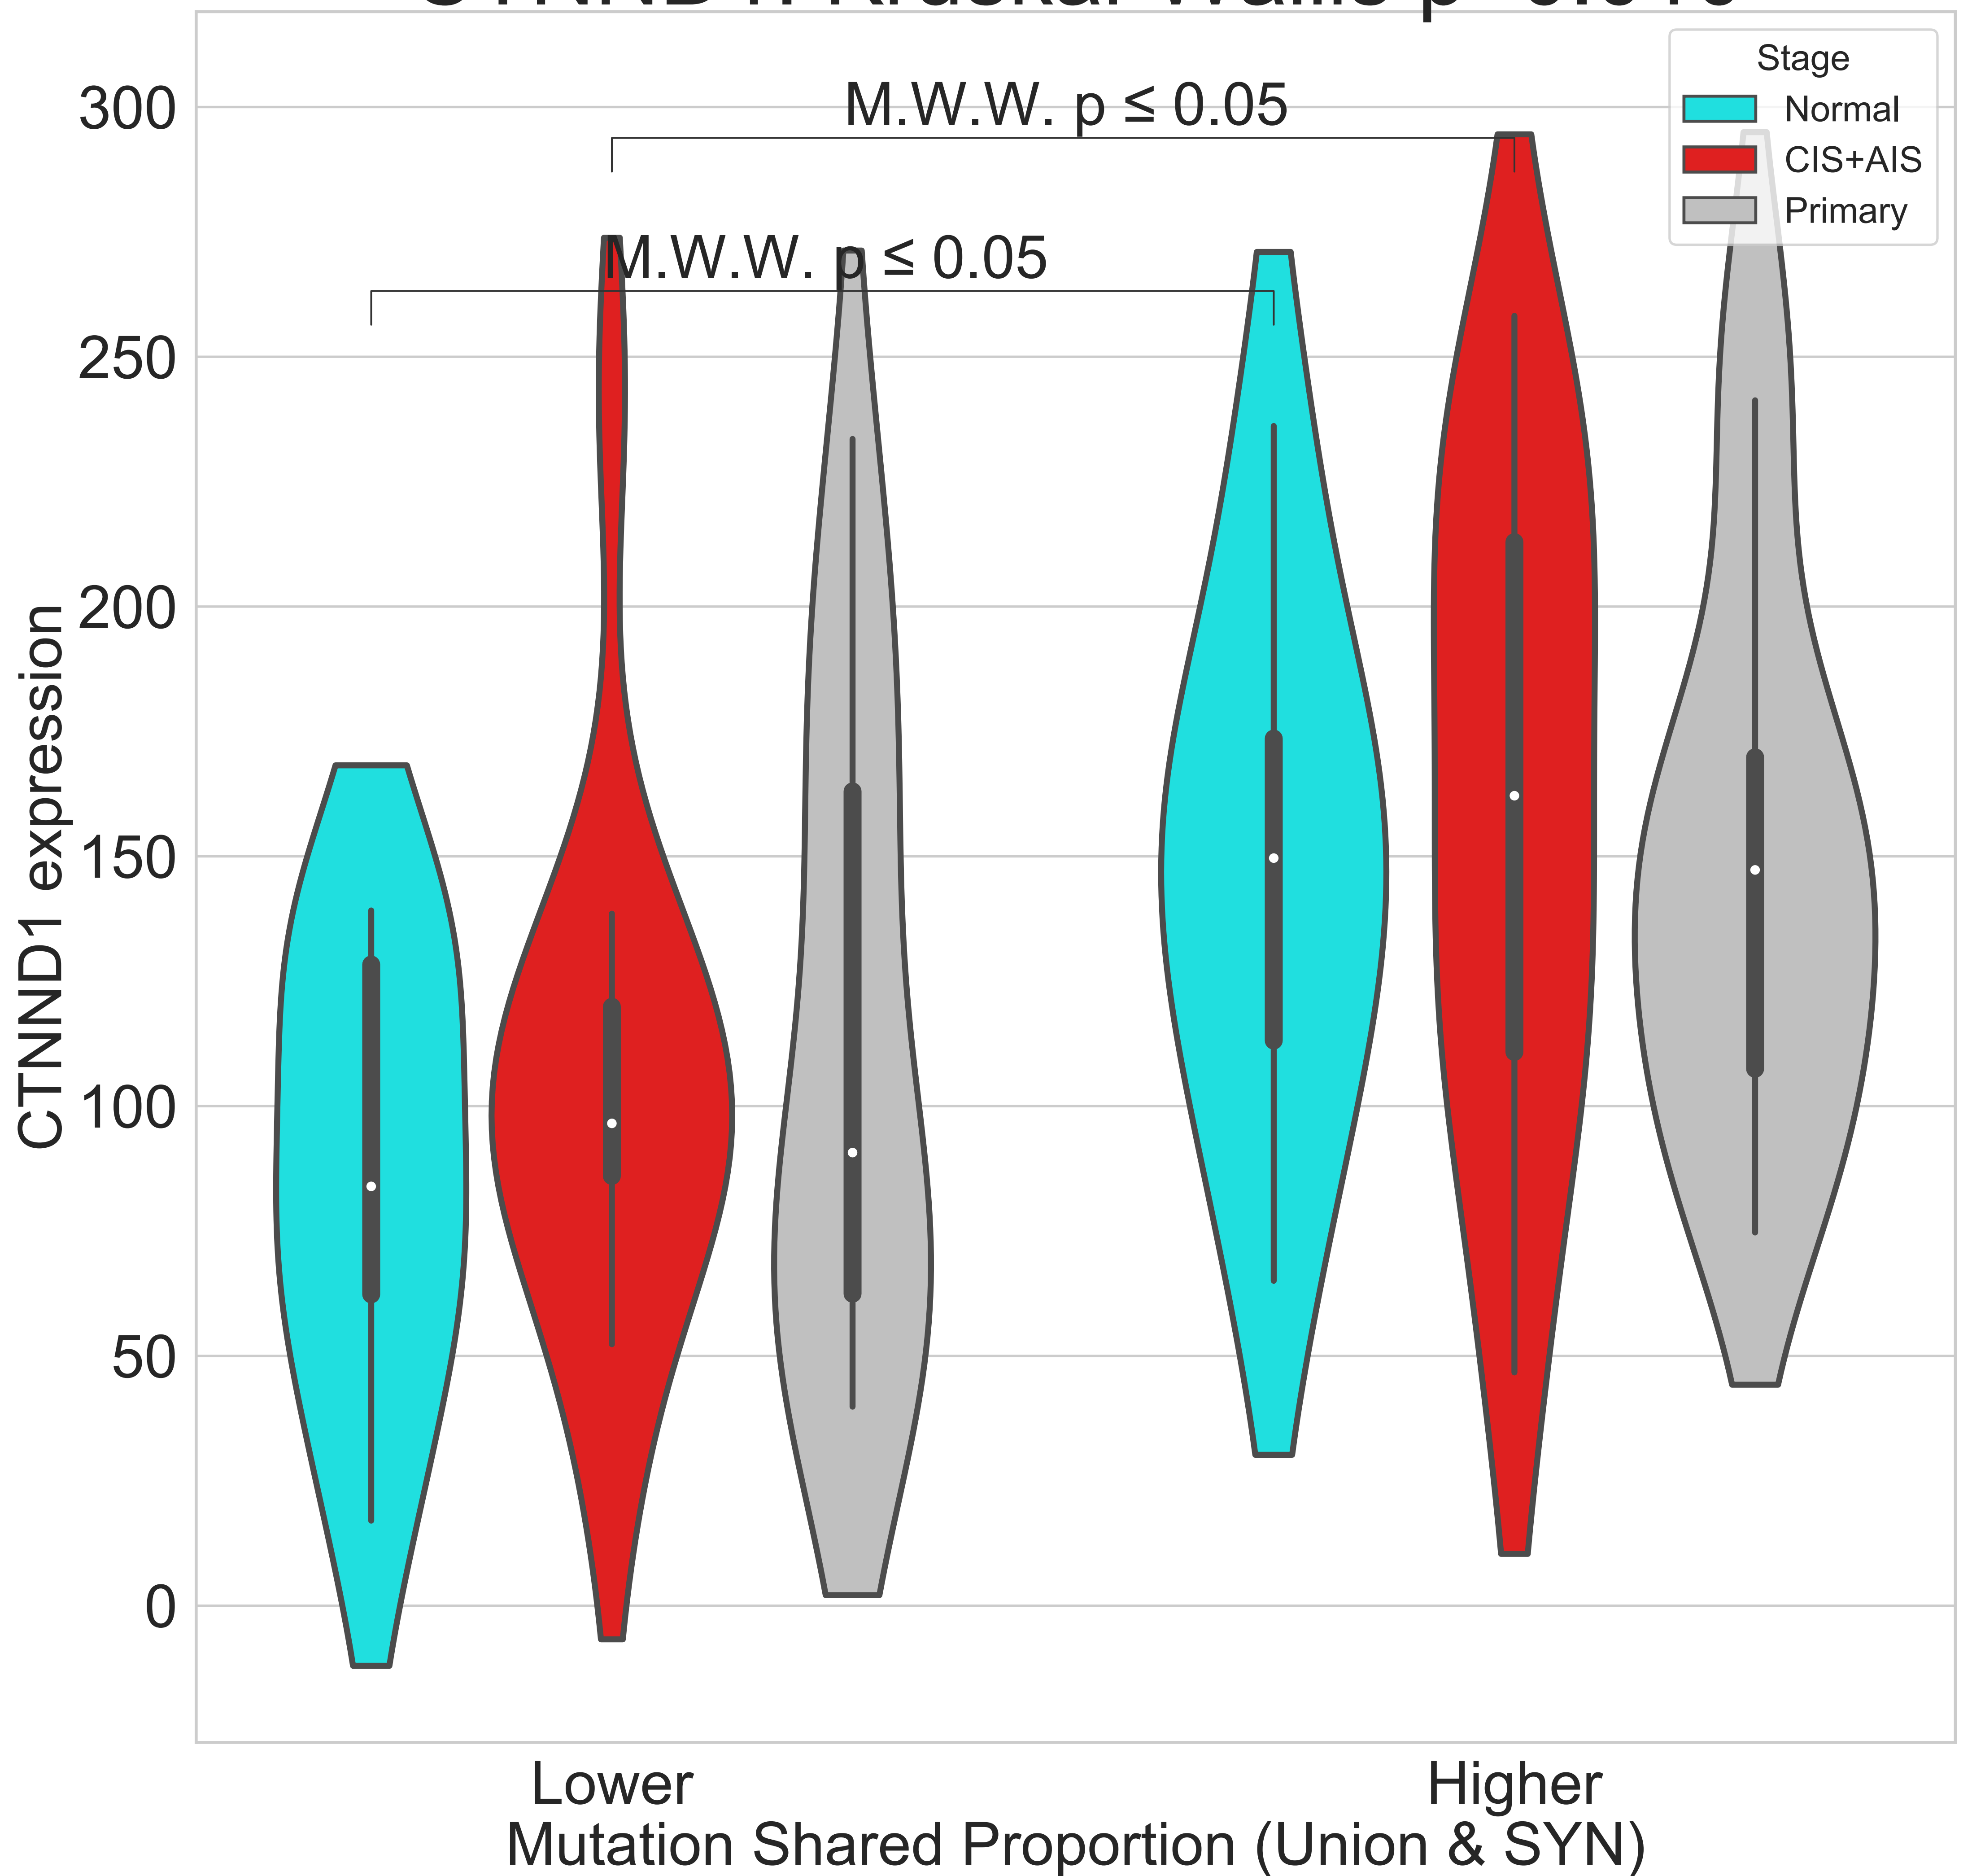 Stage
Normal
CIS+AIS
Primary
M.W.W. p ≤ 0.05
M.W.W. p ≤ 0.05
300
250
200
150
100
50
0
CTNND1 expression
Lower
Higher
Mutation Shared Proportion (Union & SYN)